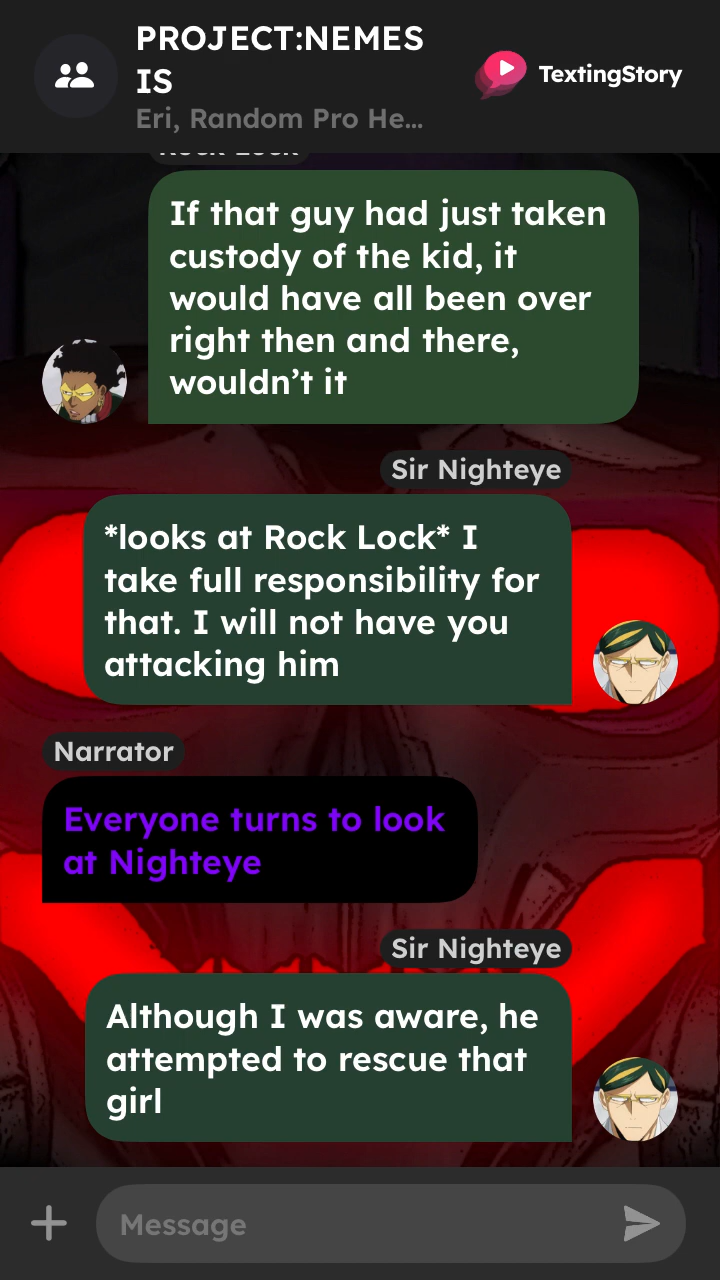 PROJECT:NEMES
IS
TextingStory
Eri, Random Pro He...
Rock Lock
If that guy had just taken
custody of the kid, it
would have all been over
right then and there,
wouldn’t it
Sir Nighteye
*looks at Rock Lock* I
take full responsibility for
that. I will not have you
attacking him
Narrator
Everyone turns to look
at Nighteye
Sir Nighteye
Although I was aware, he
attempted to rescue that
girl
Message